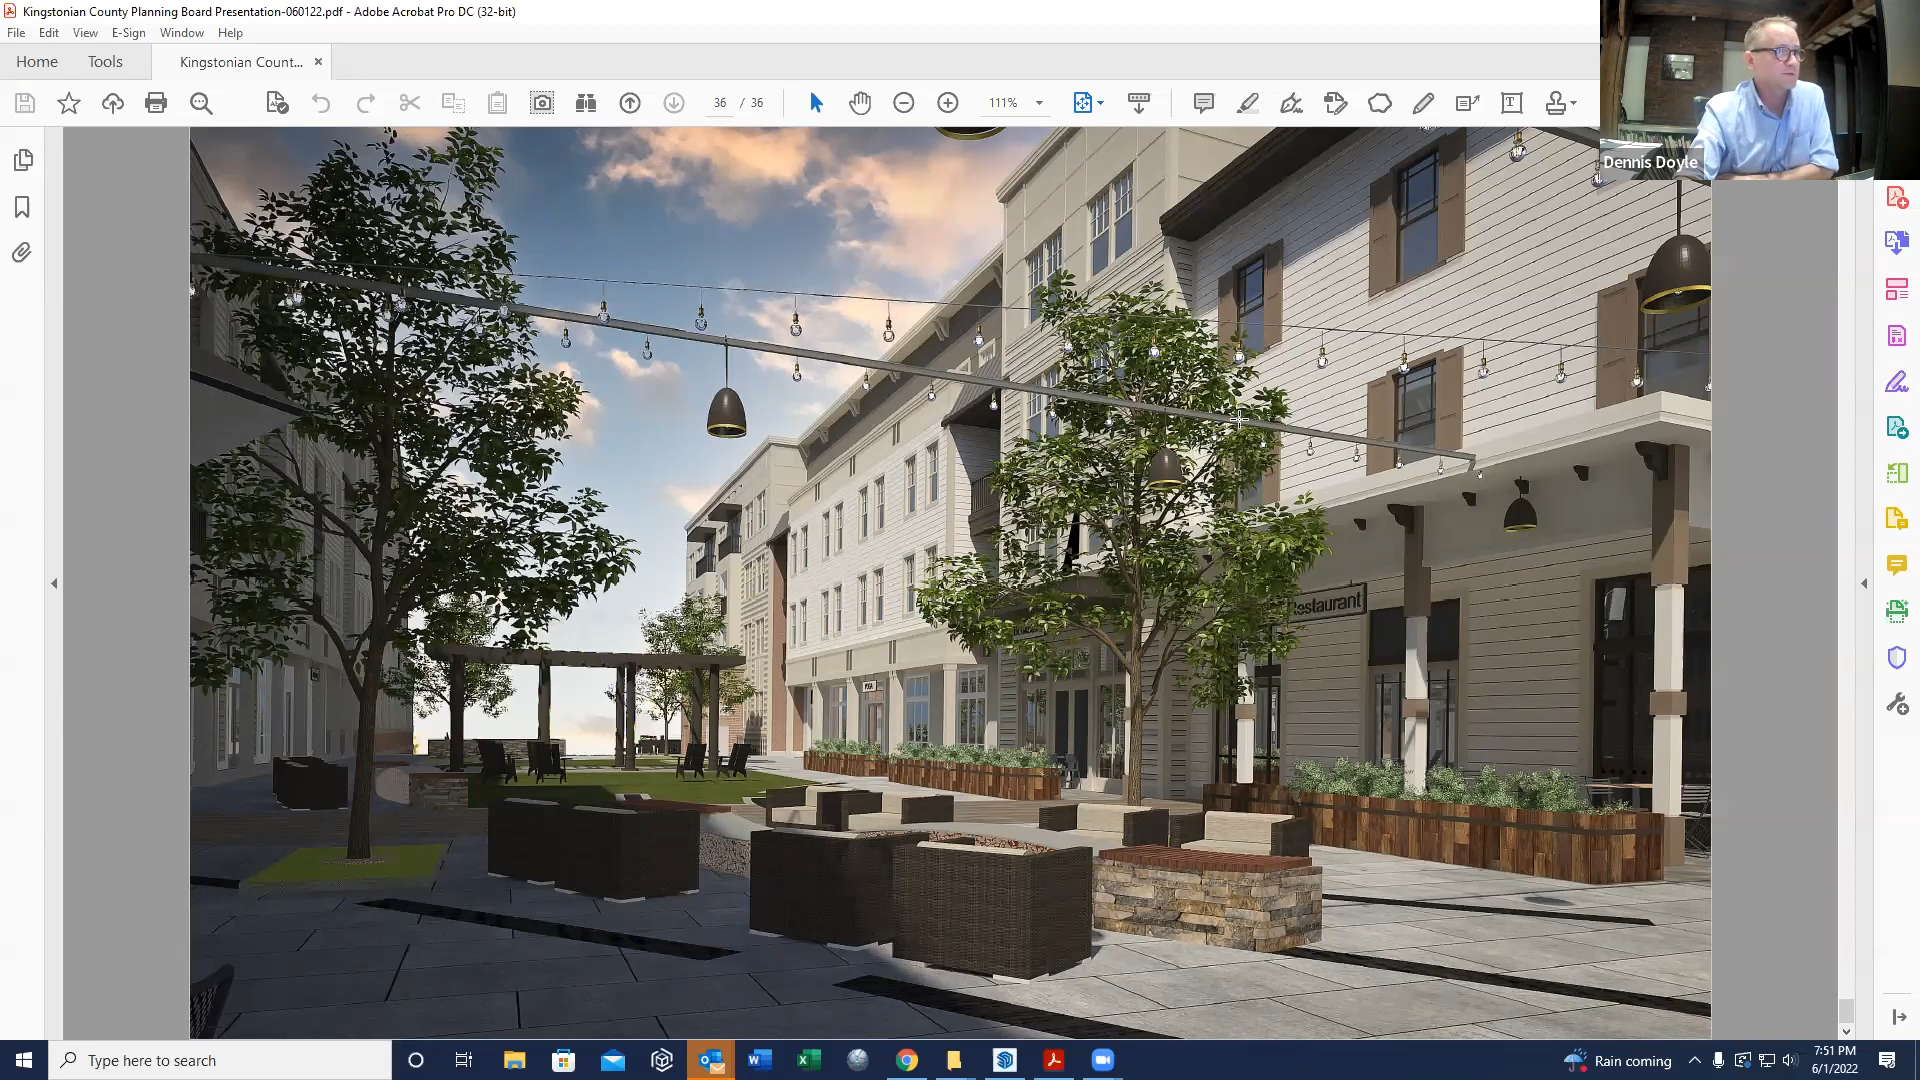 Kingstonian County Planning Board Presentation-060122.pdf - Adobe Acrobat Pro DC (32-bit)
File Edit View E-Sign Window Help
Home Tools Kingstonian Count... ×
36 / 36 111%
Dennis Doyle
Restaurant
YOGA
Type here to search
Rain coming
7:51 PM
6/1/2022